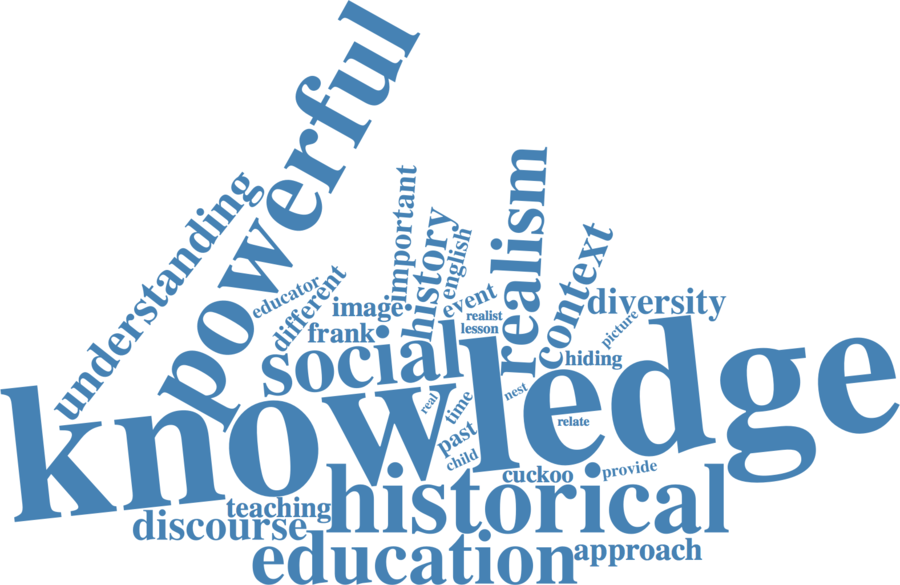 powerful
understanding
important
realism
history
english
context
educator
different
image
event
diversity
realist
frank
lesson
picture
social
hiding
knowledge
real
time
nest
relate
past
child
cuckoo
provide
historical
teaching
discourse
education
approach